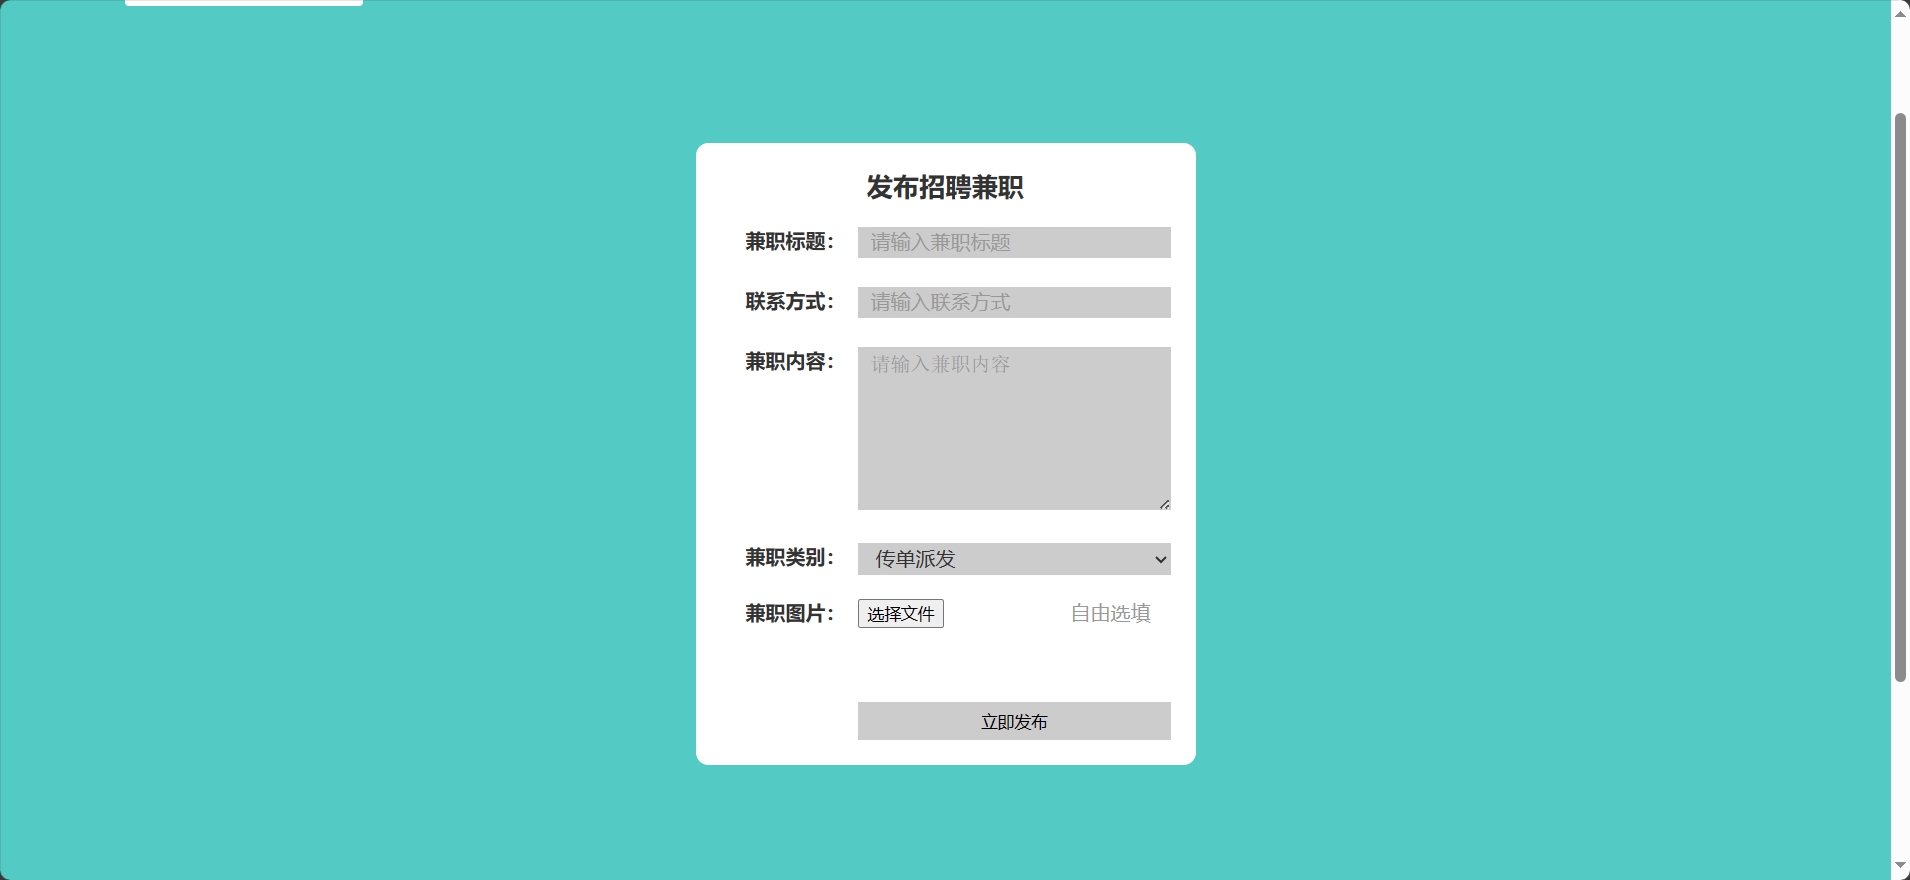 发布招聘兼职
兼职标题： 请输入兼职标题
联系方式： 请输入联系方式
兼职内容： 请输入兼职内容
兼职类别： 传单派发
兼职图片： 选择文件 自由选填
立即发布